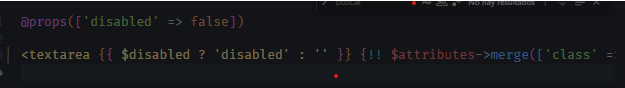 Buscar
No hay resultados
@props(['disabled' => false])
<textarea {{ $disabled ? 'disabled' : '' }} {!! $attributes->merge(['class' =